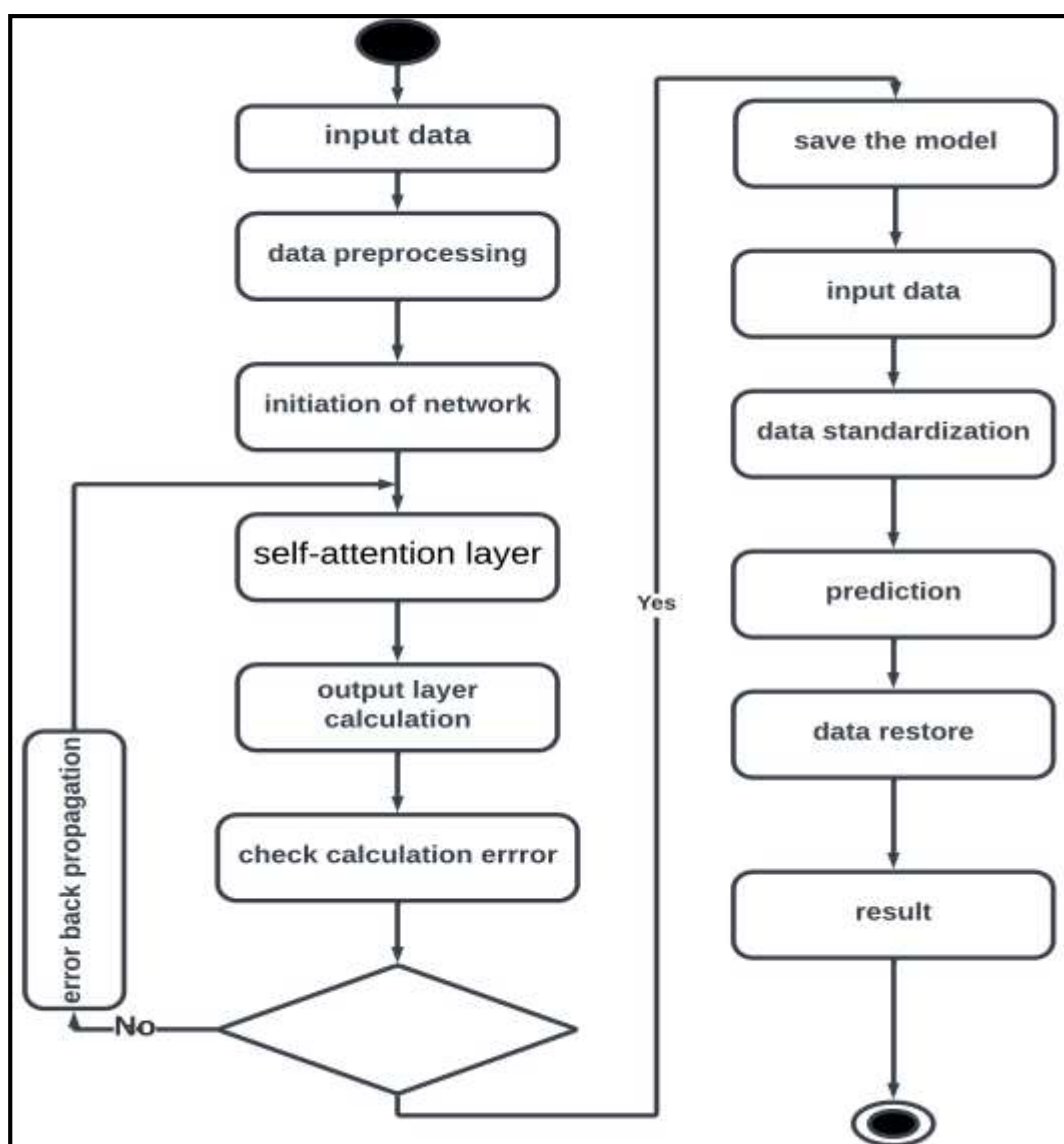 input data
data preprocessing
initiation of network
self-attention layer
output layer
calculation
check calculation errror
error back propagation
No
Yes
save the model
input data
data standardization
prediction
data restore
result